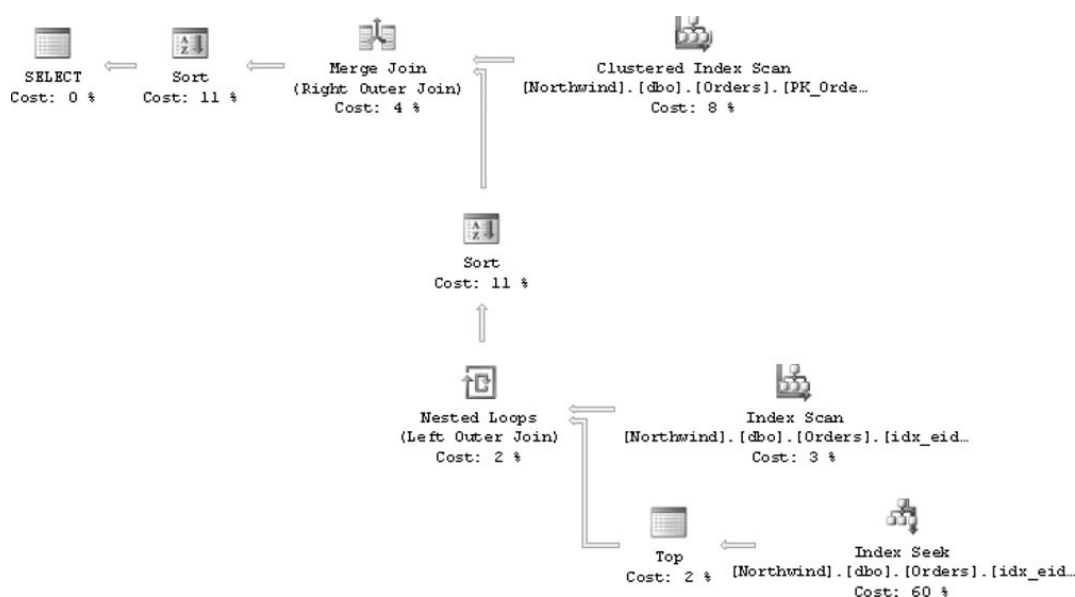 SELECT
Cost: 0 %
Sort
Cost: 11 %
Merge Join
(Right Outer Join)
Cost: 4 %
Clustered Index Scan
[Northwind].[dbo].[Orders].[PK_Orde…
Cost: 8 %
Sort
Cost: 11 %
Nested Loops
(Left Outer Join)
Cost: 2 %
Index Scan
[Northwind].[dbo].[Orders].[idx_eid…
Cost: 3 %
Top
Cost: 2 %
Index Seek
[Northwind].[dbo].[Orders].[idx_eid…
Cost: 60 %